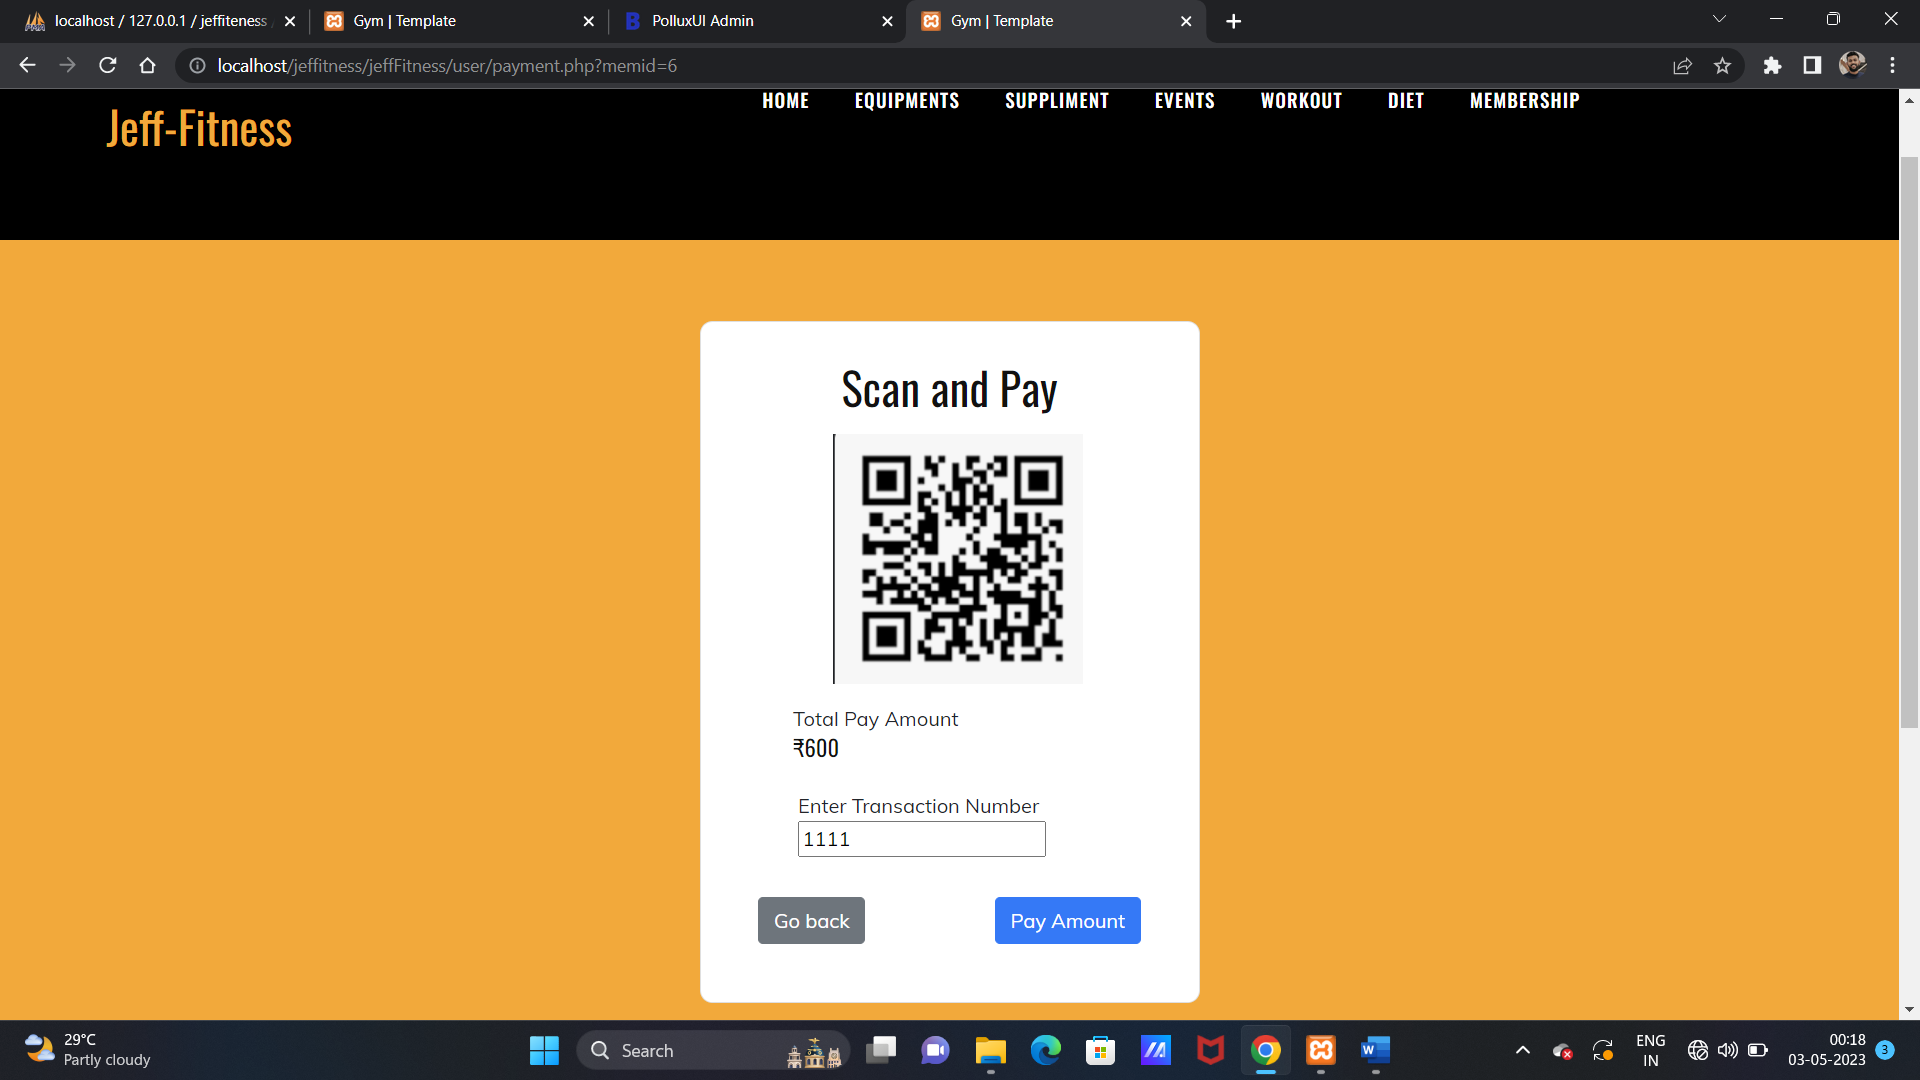 localhost / 127.0.0.1 / jeffiteness
Gym | Template
PolluxUI Admin
Gym | Template
localhost/jeffitness/jeffFitness/user/payment.php?memid=6
Jeff-Fitness
HOME EQUIPMENTS SUPPLIMENT EVENTS WORKOUT DIET MEMBERSHIP
Scan and Pay
Total Pay Amount
₹600
Enter Transaction Number
1111
Go back
Pay Amount
29°C
Partly cloudy
Search
ENG
IN
00:18
03-05-2023
3